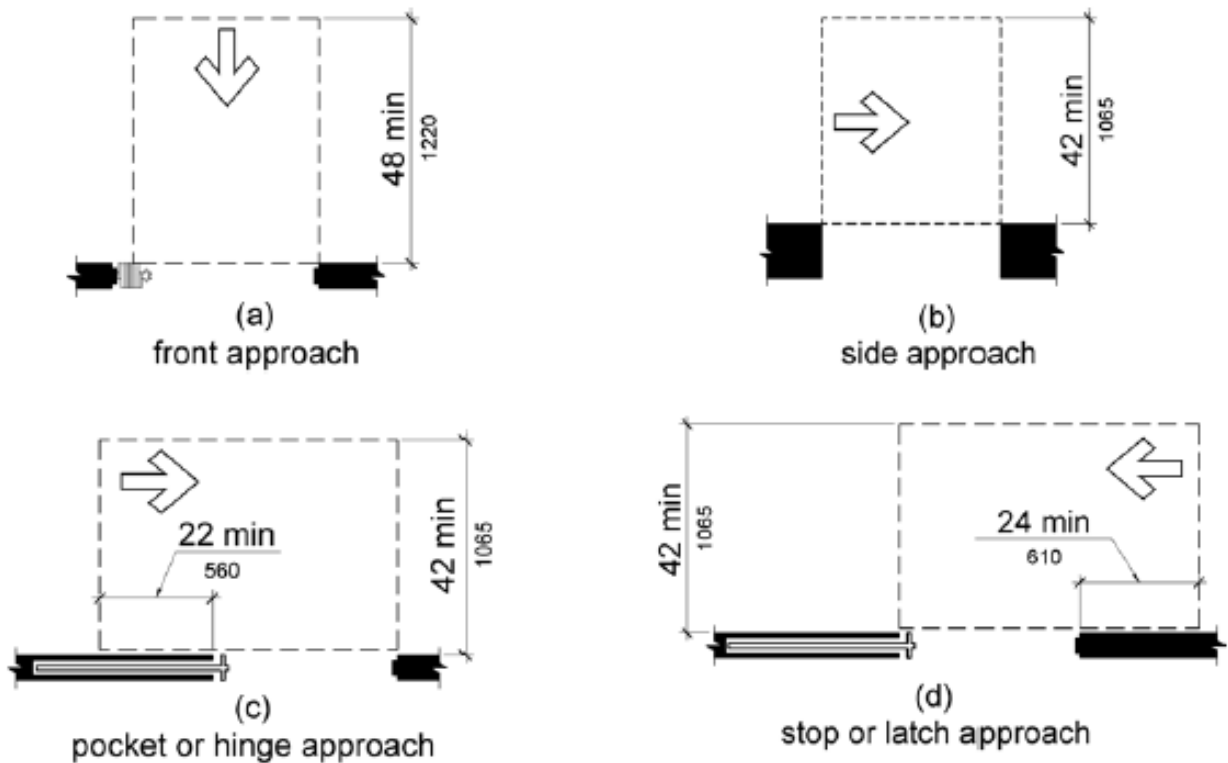 48 min
1220
(a)
front approach
42 min
1065
(b)
side approach
22 min
560
42 min
1065
(c)
pocket or hinge approach
42 min
1065
24 min
610
(d)
stop or latch approach